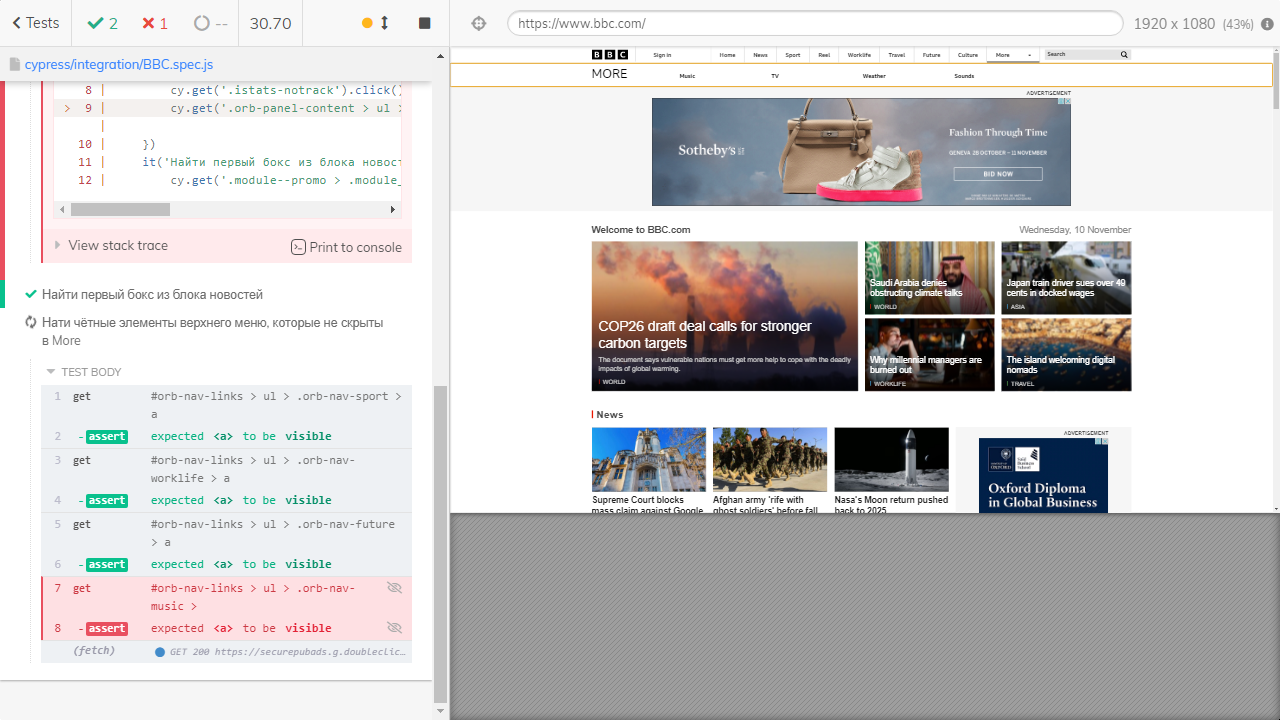 Tests
2
1
--
30.70
https://www.bbc.com/
1920 x 1080 (43%)
cypress/integration/BBC.spec.js
8 | cy.get('.istats-notrack').click()
> 9 | cy.get('.orb-panel-content > ul >
|
10 | })
11 | it('Найти первый бокс из блока новост
12 |
View stack trace
Print to console
Найти первый бокс из блока новостей
Нати чётные элементы верхнего меню, которые не скрыты
в More
TEST BODY
1 get #orb-nav-links > ul > .orb-nav-sport >
a
2 -assert expected <a> to be visible
3 get #orb-nav-links > ul > .orb-nav-
worklife > a
4 -assert expected <a> to be visible
5 get #orb-nav-links > ul > .orb-nav-future
> a
6 -assert expected <a> to be visible
7 get #orb-nav-links > ul > .orb-nav-
music >
8 -assert expected <a> to be visible
(fetch) GET 200 https://securepubads.g.doubleclic…
BBC Sign in Home News Sport Reel Worklife Travel Future Culture More Search
MORE Music TV Weather Sounds
ADVERTISEMENT
Sotheby's
Fashion Through Time
GENEVA 28 OCTOBER – 11 NOVEMBER
BID NOW
Welcome to BBC.com
Wednesday, 10 November
COP26 draft deal calls for stronger
carbon targets
The document says vulnerable nations must get more help to cope with the deadly
impacts of global warming.
WORLD
Saudi Arabia denies
obstructing climate talks
WORLD
Japan train driver sues over 49
cents in docked wages
ASIA
Why millennial managers are
burned out
WORKLIFE
The island welcoming digital
nomads
TRAVEL
News
Supreme Court blocks
mass claim against Google
Afghan army 'rife with
ghost soldiers' before fall
Nasa's Moon return pushed
back to 2025
ADVERTISEMENT
OXFORD
Saïd
Business
School
Oxford Diploma
in Global Business